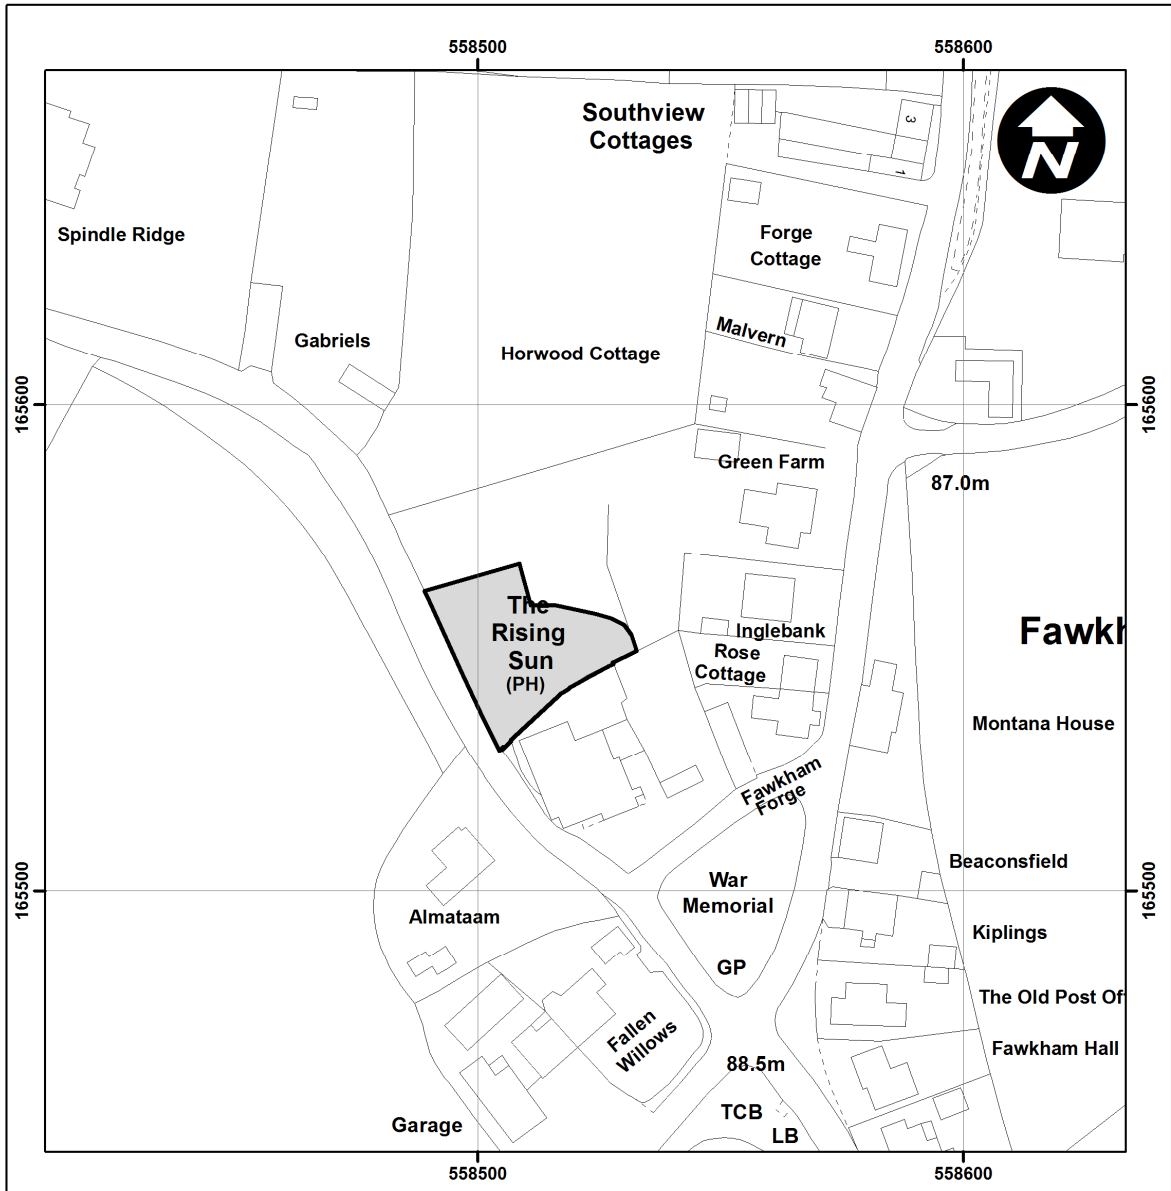 558500
558600
Southview
Cottages
3
1
N
Spindle Ridge
Forge
Cottage
Malvern
Gabriels
Horwood Cottage
165600
165600
Green Farm
87.0m
The
Rising
Sun
(PH)
Inglebank
Rose
Cottage
Fawkh
Montana House
Fawkham
Forge
Beaconsfield
War
Memorial
165500
165500
Almataam
Kiplings
GP
The Old Post Of
Fallen
Willows
Fawkham Hall
88.5m
TCB
Garage
LB
558500
558600